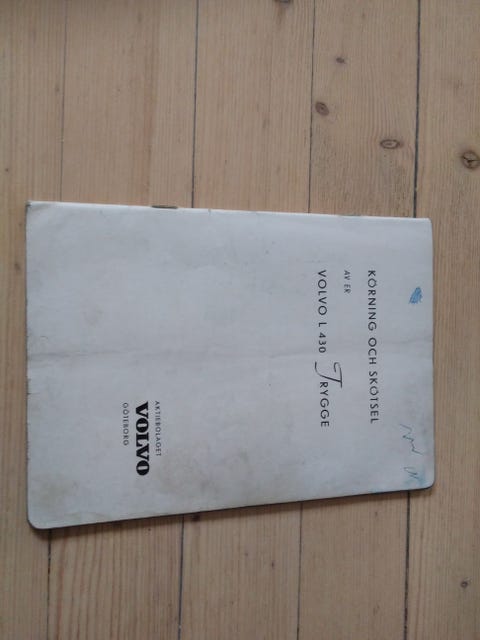 KÖRNING OCH SKÖTSEL
AV ER
VOLVO L 430 TRYGGE
AKTIEBOLAGET
VOLVO
GÖTEBORG